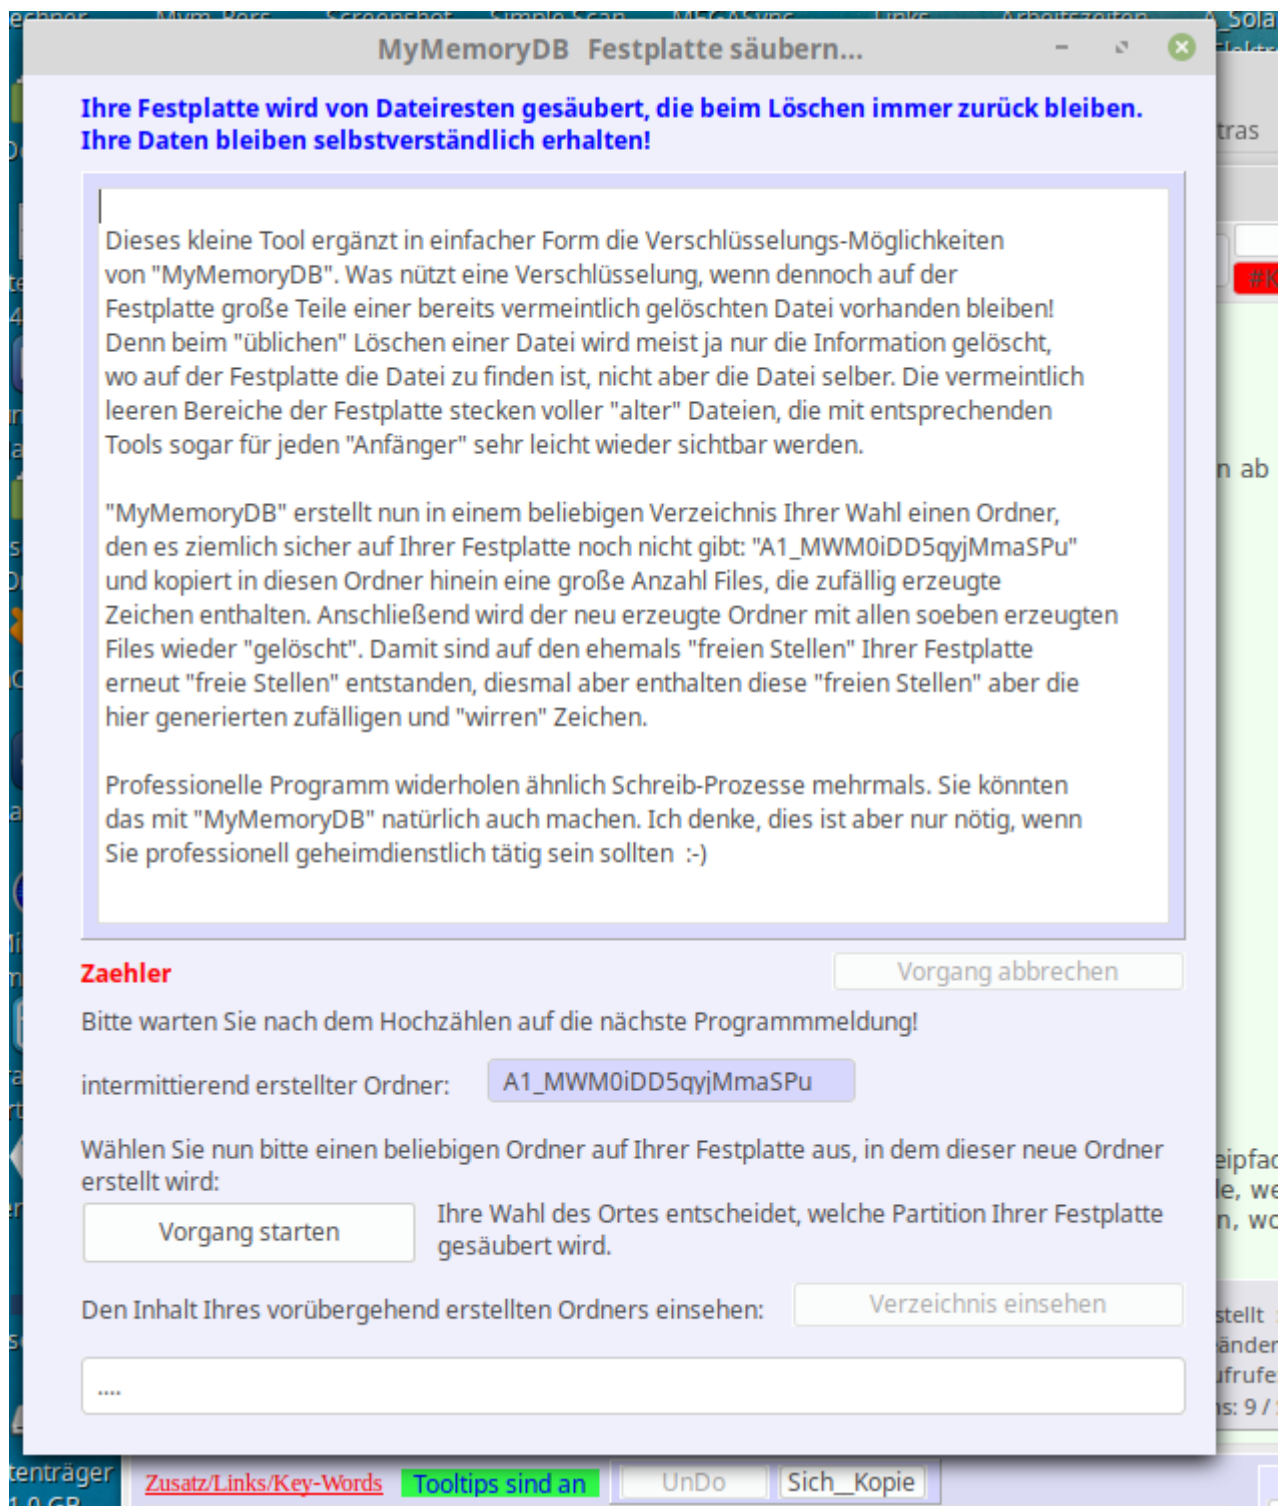 MyMemoryDB Festplatte säubern...
Ihre Festplatte wird von Dateiresten gesäubert, die beim Löschen immer zurück bleiben.
Ihre Daten bleiben selbstverständlich erhalten!
tras
Dieses kleine Tool ergänzt in einfacher Form die Verschlüsselungs-Möglichkeiten
von "MyMemoryDB". Was nützt eine Verschlüsselung, wenn dennoch auf der
Festplatte große Teile einer bereits vermeintlich gelöschten Datei vorhanden bleiben!
Denn beim "üblichen" Löschen einer Datei wird meist ja nur die Information gelöscht,
wo auf der Festplatte die Datei zu finden ist, nicht aber die Datei selber. Die vermeintlich
leeren Bereiche der Festplatte stecken voller "alter" Dateien, die mit entsprechenden
Tools sogar für jeden "Anfänger" sehr leicht wieder sichtbar werden.
n ab
"MyMemoryDB" erstellt nun in einem beliebigen Verzeichnis Ihrer Wahl einen Ordner,
den es ziemlich sicher auf Ihrer Festplatte noch nicht gibt: "A1_MWM0iDD5qyjMmaSPu"
und kopiert in diesen Ordner hinein eine große Anzahl Files, die zufällig erzeugte
Zeichen enthalten. Anschließend wird der neu erzeugte Ordner mit allen soeben erzeugten
Files wieder "gelöscht". Damit sind auf den ehemals "freien Stellen" Ihrer Festplatte
erneut "freie Stellen" entstanden, diesmal aber enthalten diese "freien Stellen" aber die
hier generierten zufälligen und "wirren" Zeichen.
Professionelle Programm widerholen ähnlich Schreib-Prozesse mehrmals. Sie könnten
das mit "MyMemoryDB" natürlich auch machen. Ich denke, dies ist aber nur nötig, wenn
Sie professionell geheimdienstlich tätig sein sollten :-)
Zaehler
Vorgang abbrechen
Bitte warten Sie nach dem Hochzählen auf die nächste Programmmeldung!
intermittierend erstellter Ordner:
A1_MWM0iDD5qyjMmaSPu
Wählen Sie nun bitte einen beliebigen Ordner auf Ihrer Festplatte aus, in dem dieser neue Ordner
erstellt wird:
Vorgang starten
Ihre Wahl des Ortes entscheidet, welche Partition Ihrer Festplatte
gesäubert wird.
Den Inhalt Ihres vorübergehend erstellten Ordners einsehen:
Verzeichnis einsehen
....
tenträger
Zusatz/Links/Key-Words
Tooltips sind an
UnDo
Sich__Kopie